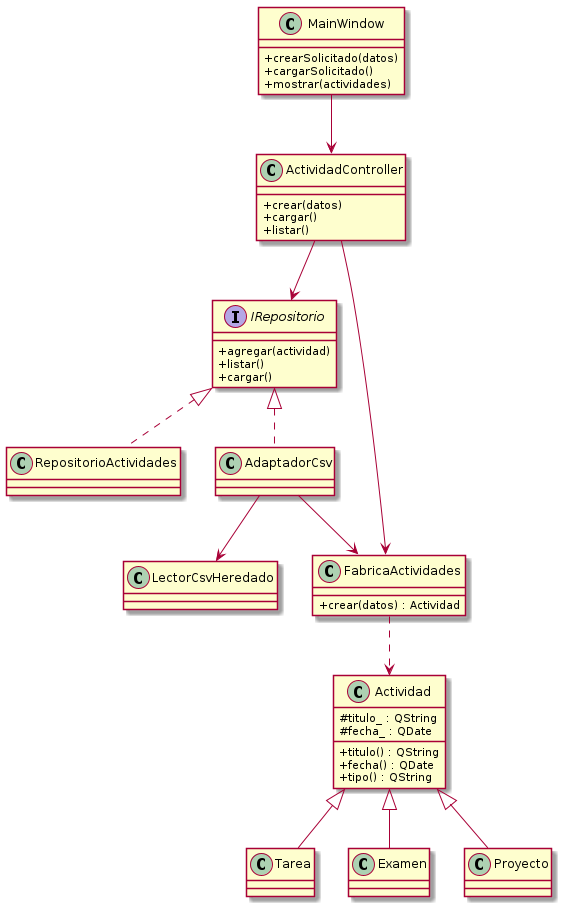 C MainWindow
+crearSolicitado(datos)
+cargarSolicitado()
+mostrar(actividades)
C ActividadController
+crear(datos)
+cargar()
+listar()
I IRepositorio
+agregar(actividad)
+listar()
+cargar()
C RepositorioActividades
C AdaptadorCsv
C LectorCsvHeredado
C FabricaActividades
+crear(datos) : Actividad
C Actividad
#titulo_ : QString
#fecha_ : QDate
+titulo() : QString
+fecha() : QDate
+tipo() : QString
C Tarea
C Examen
C Proyecto